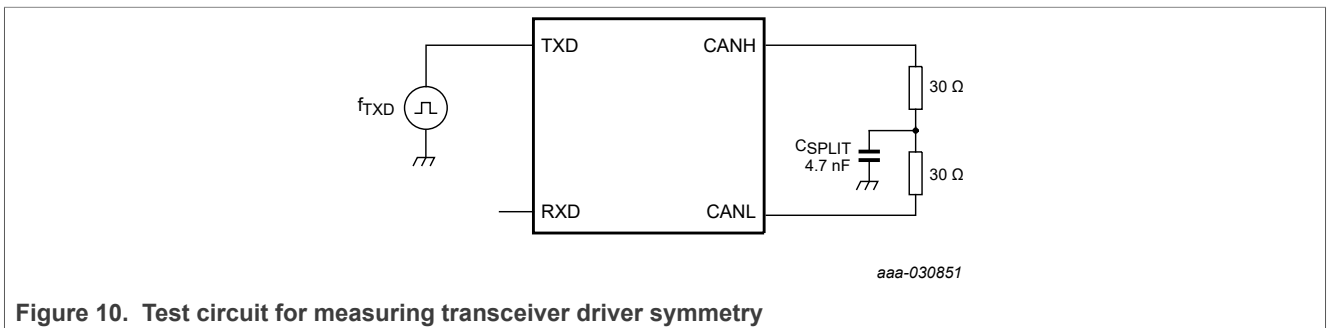 TXD
CANH
30 Ω
fTXD
CSPLIT
4.7 nF
30 Ω
RXD
CANL
aaa-030851
Figure 10. Test circuit for measuring transceiver driver symmetry